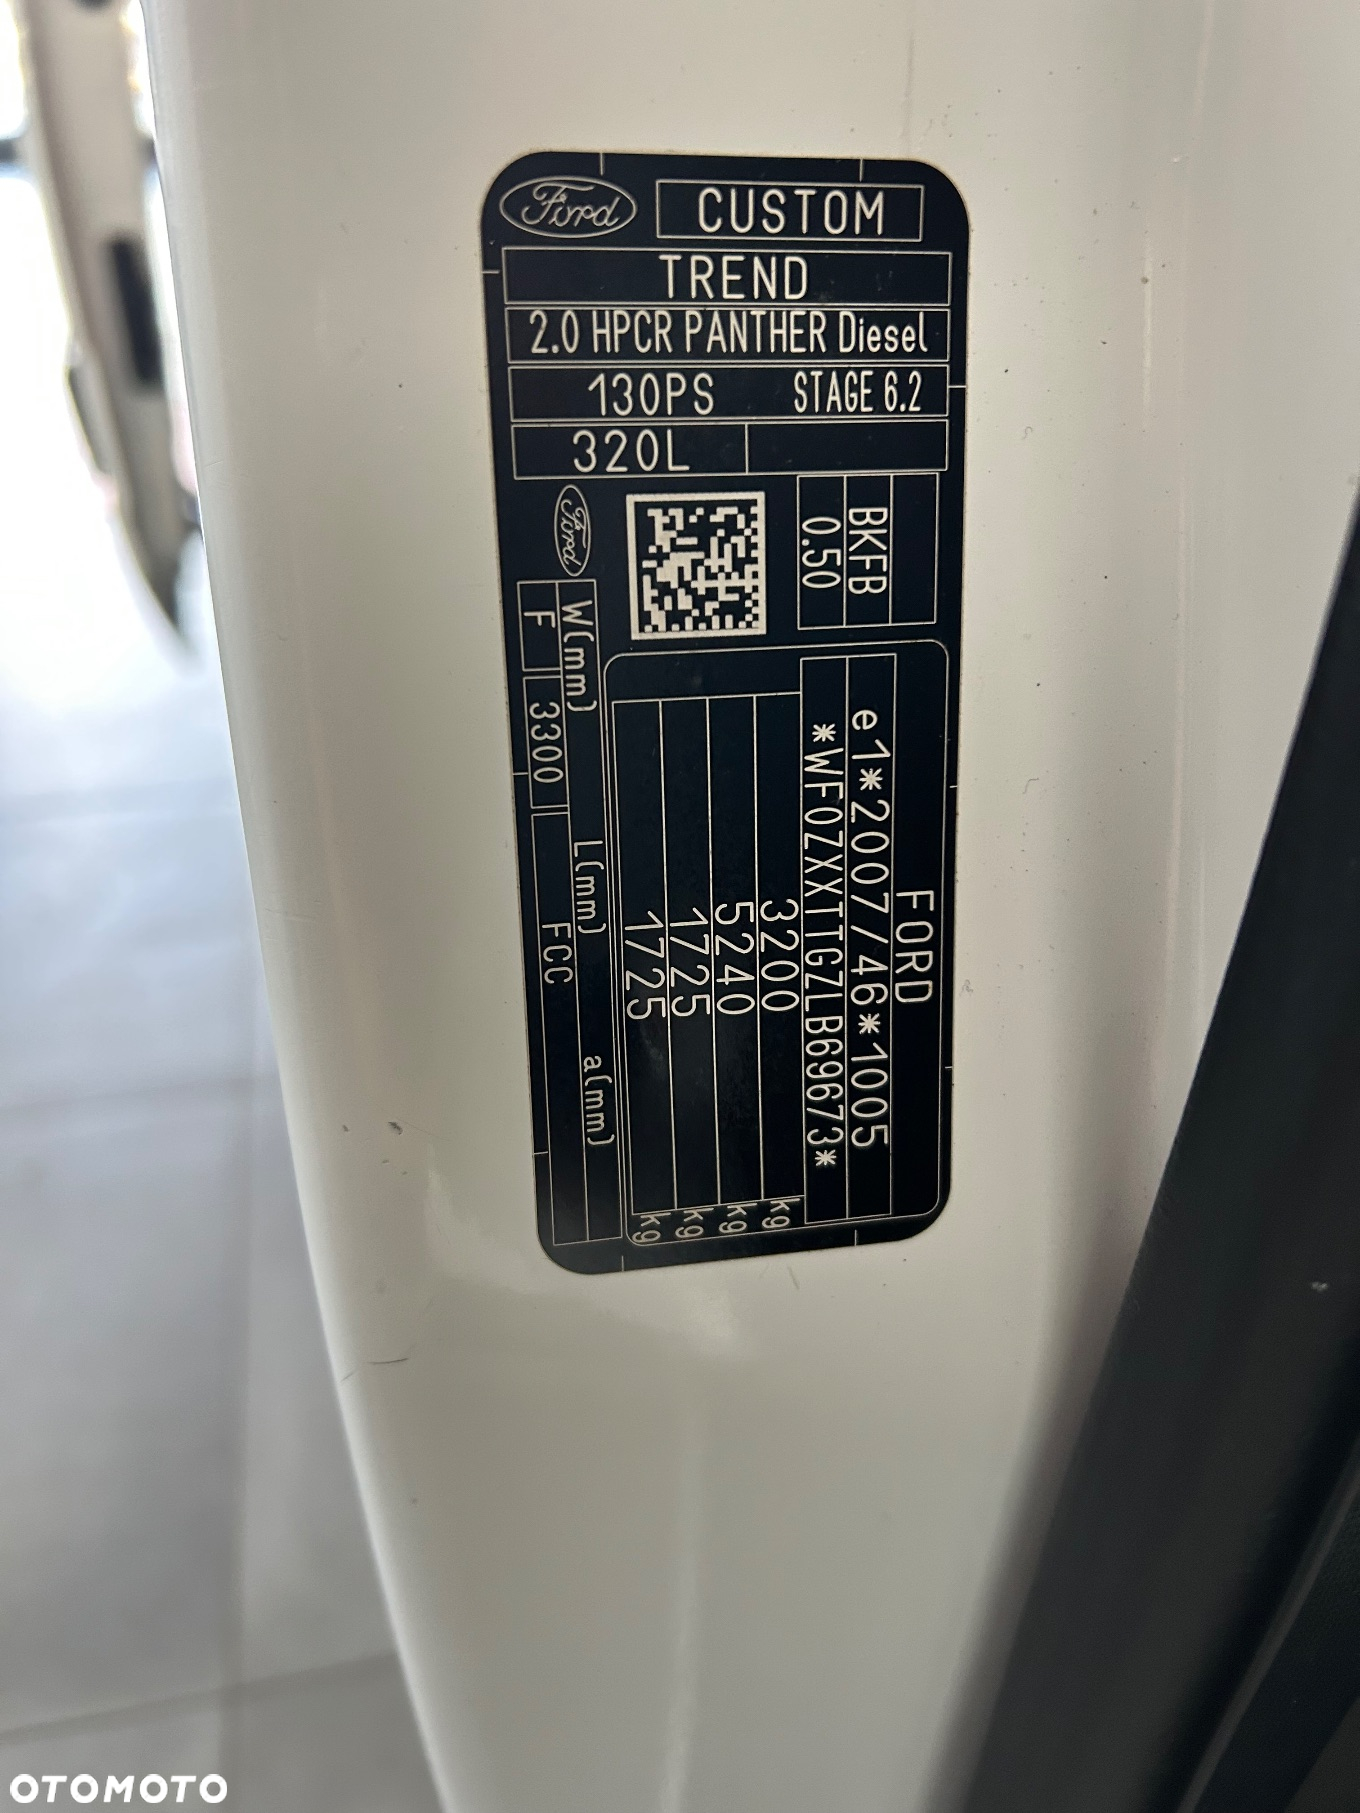 Ford CUSTOM
TREND
2.0 HPCR PANTHER Diesel
130PS STAGE 6.2
320L
BKFB
0.50
Ford
FORD
e1*2007/46*1005
*WF0ZXXTTGZLB69673*
3200 kg
5240 kg
1725 kg
1725 kg
W(mm) L(mm) a(mm)
F 3300 FCC
OTOMOTO